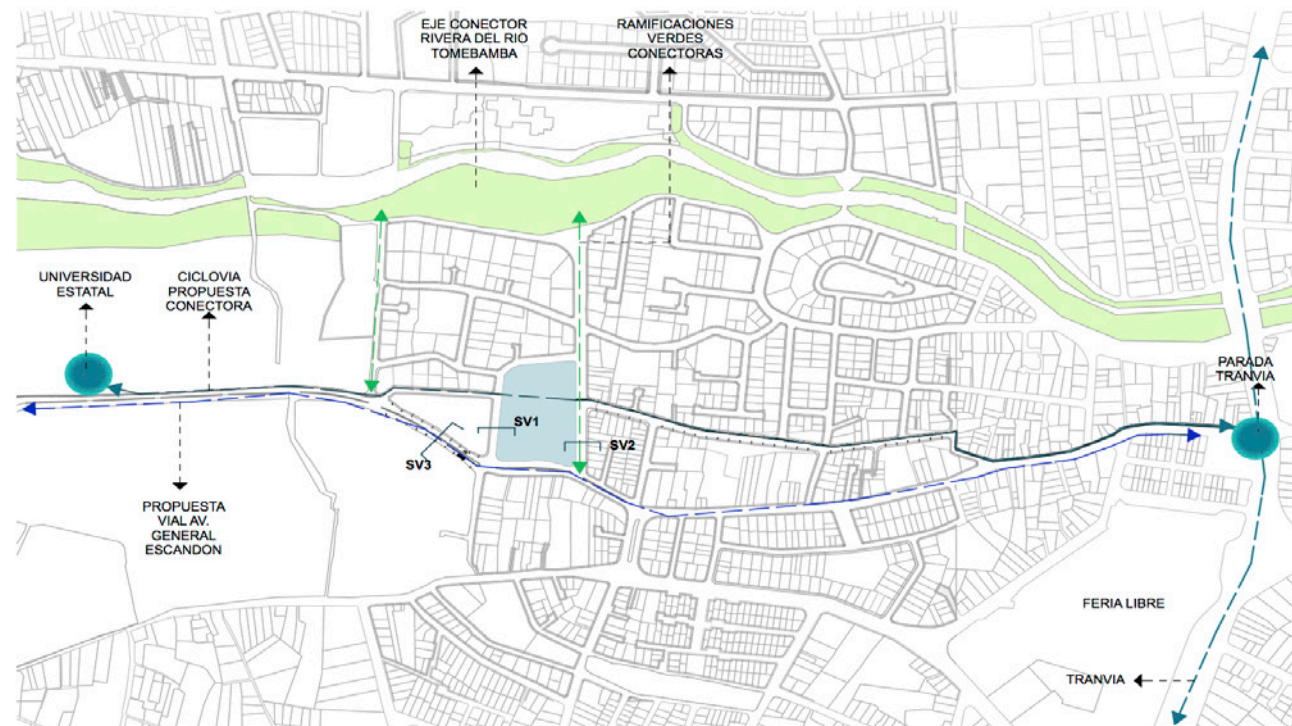 EJE CONECTOR
RIVERA DEL RIO
TOMEBAMBA
RAMIFICACIONES
VERDES
CONECTORAS
UNIVERSIDAD
ESTATAL
CICLOVIA
PROPUESTA
CONECTORA
PARADA
TRANVIA
SV1
SV2
SV3
PROPUESTA
VIAL AV.
GENERAL
ESCANDON
FERIA LIBRE
TRANVIA